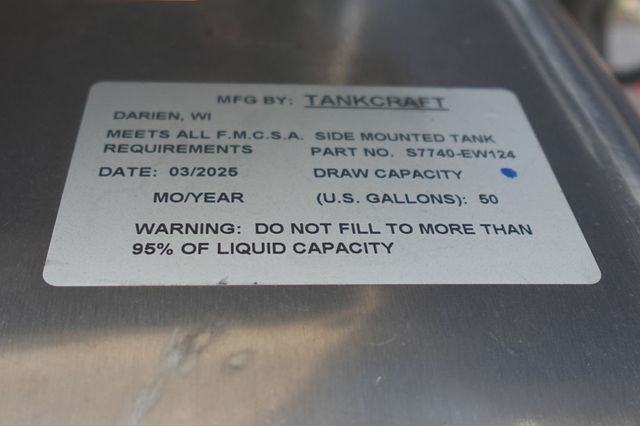 MFG BY: TANKCRAFT
DARIEN, WI
MEETS ALL F.M.C.S.A. SIDE MOUNTED TANK
REQUIREMENTS PART NO. S7740-EW124
DATE: 03/2025 DRAW CAPACITY
MO/YEAR (U.S. GALLONS): 50
WARNING: DO NOT FILL TO MORE THAN
95% OF LIQUID CAPACITY